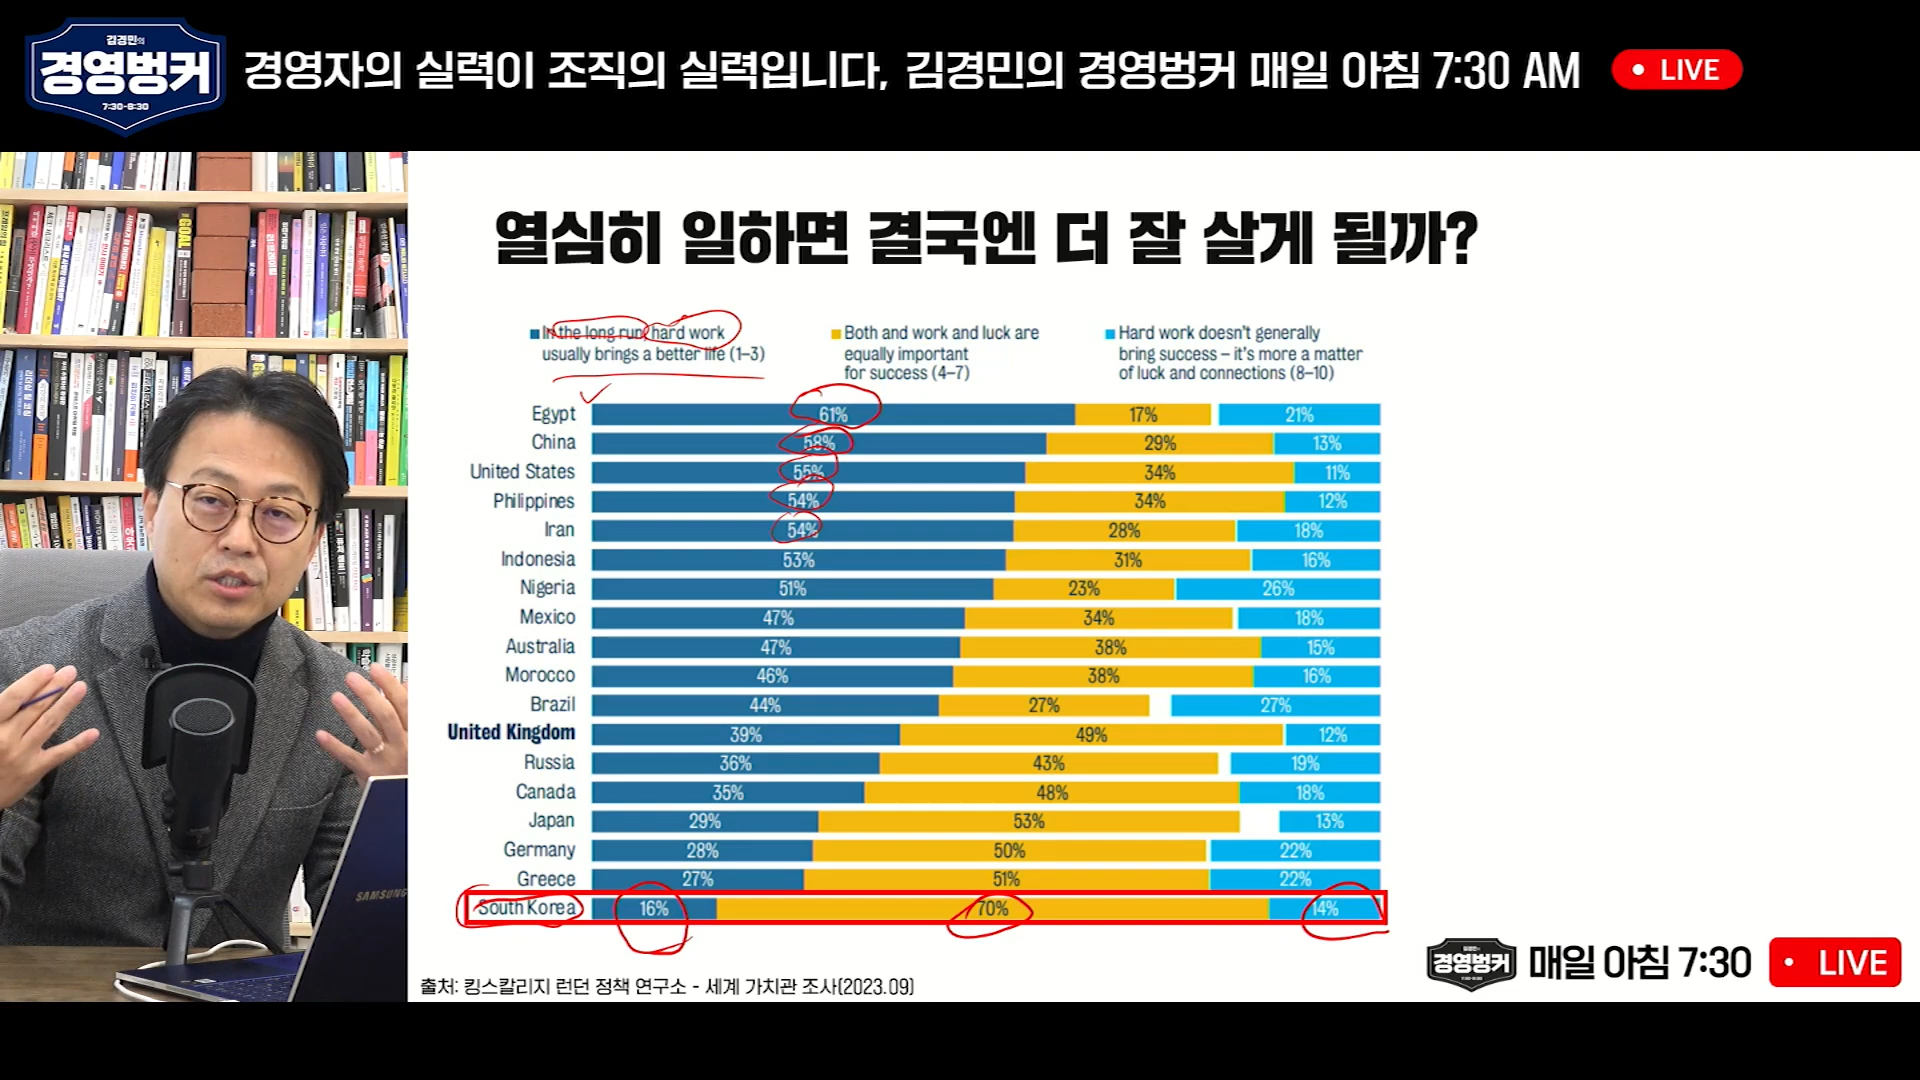 김경민의
경영벙커
7:30-8:30
경영자의 실력이 조직의 실력입니다, 김경민의 경영벙커 매일 아침 7:30 AM
LIVE
열심히 일하면 결국엔 더 잘 살게 될까?
In the long run, hard work
usually brings a better life (1–3)
Both and work and luck are
equally important
for success (4–7)
Hard work doesn't generally
bring success – it's more a matter
of luck and connections (8–10)
Egypt 61% 17% 21%
China 58% 29% 13%
United States 55% 34% 11%
Philippines 54% 34% 12%
Iran 54% 28% 18%
Indonesia 53% 31% 16%
Nigeria 51% 23% 26%
Mexico 47% 34% 18%
Australia 47% 38% 15%
Morocco 46% 38% 16%
Brazil 44% 27% 27%
United Kingdom 39% 49% 12%
Russia 36% 43% 19%
Canada 35% 48% 18%
Japan 29% 53% 13%
Germany 28% 50% 22%
Greece 27% 51% 22%
South Korea 16% 70% 14%
출처: 킹스칼리지 런던 정책 연구소 - 세계 가치관 조사(2023.09)
경영벙커
매일 아침 7:30
LIVE
SAMSUNG
GOAL